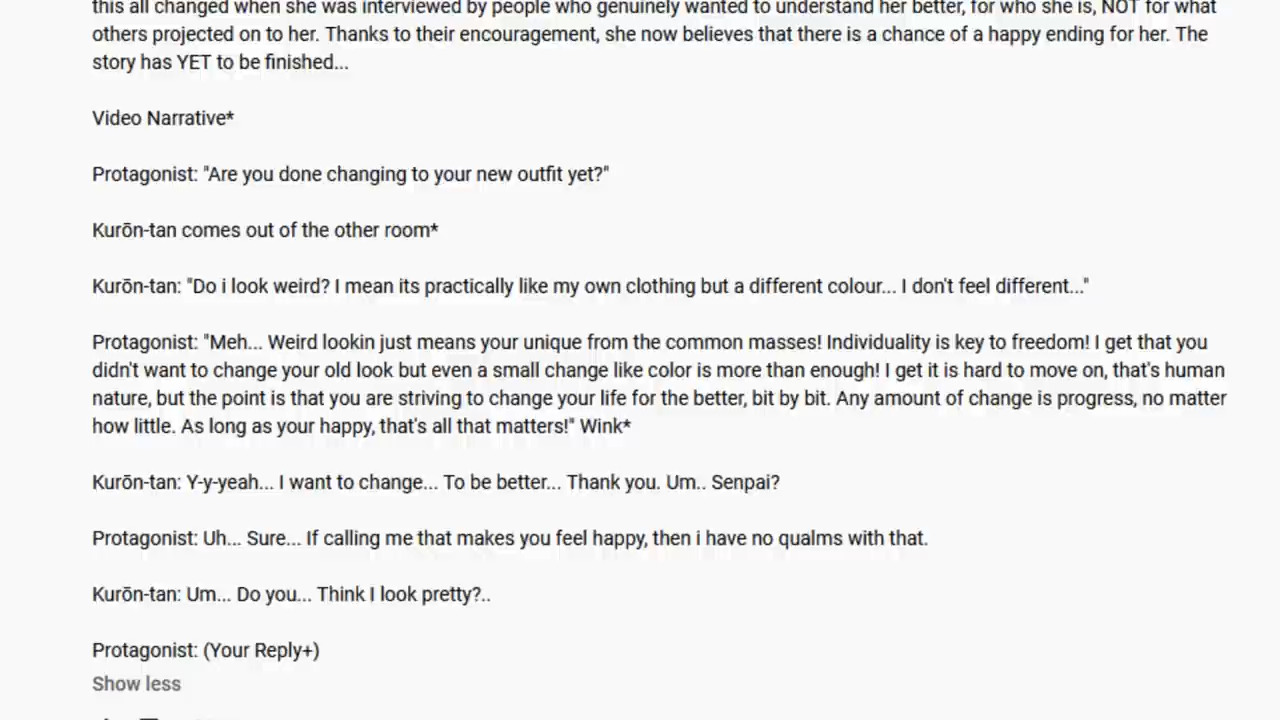 this all changed when she was interviewed by people who genuinely wanted to understand her better, for who she is, NOT for what
others projected on to her. Thanks to their encouragement, she now believes that there is a chance of a happy ending for her. The
story has YET to be finished...
Video Narrative*
Protagonist: "Are you done changing to your new outfit yet?"
Kurōn-tan comes out of the other room*
Kurōn-tan: "Do i look weird? I mean its practically like my own clothing but a different colour... I don't feel different..."
Protagonist: "Meh... Weird lookin just means your unique from the common masses! Individuality is key to freedom! I get that you
didn't want to change your old look but even a small change like color is more than enough! I get it is hard to move on, that's human
nature, but the point is that you are striving to change your life for the better, bit by bit. Any amount of change is progress, no matter
how little. As long as your happy, that's all that matters!" Wink*
Kurōn-tan: Y-y-yeah... I want to change... To be better... Thank you. Um.. Senpai?
Protagonist: Uh... Sure... If calling me that makes you feel happy, then i have no qualms with that.
Kurōn-tan: Um... Do you... Think I look pretty?..
Protagonist: (Your Reply+)
Show less